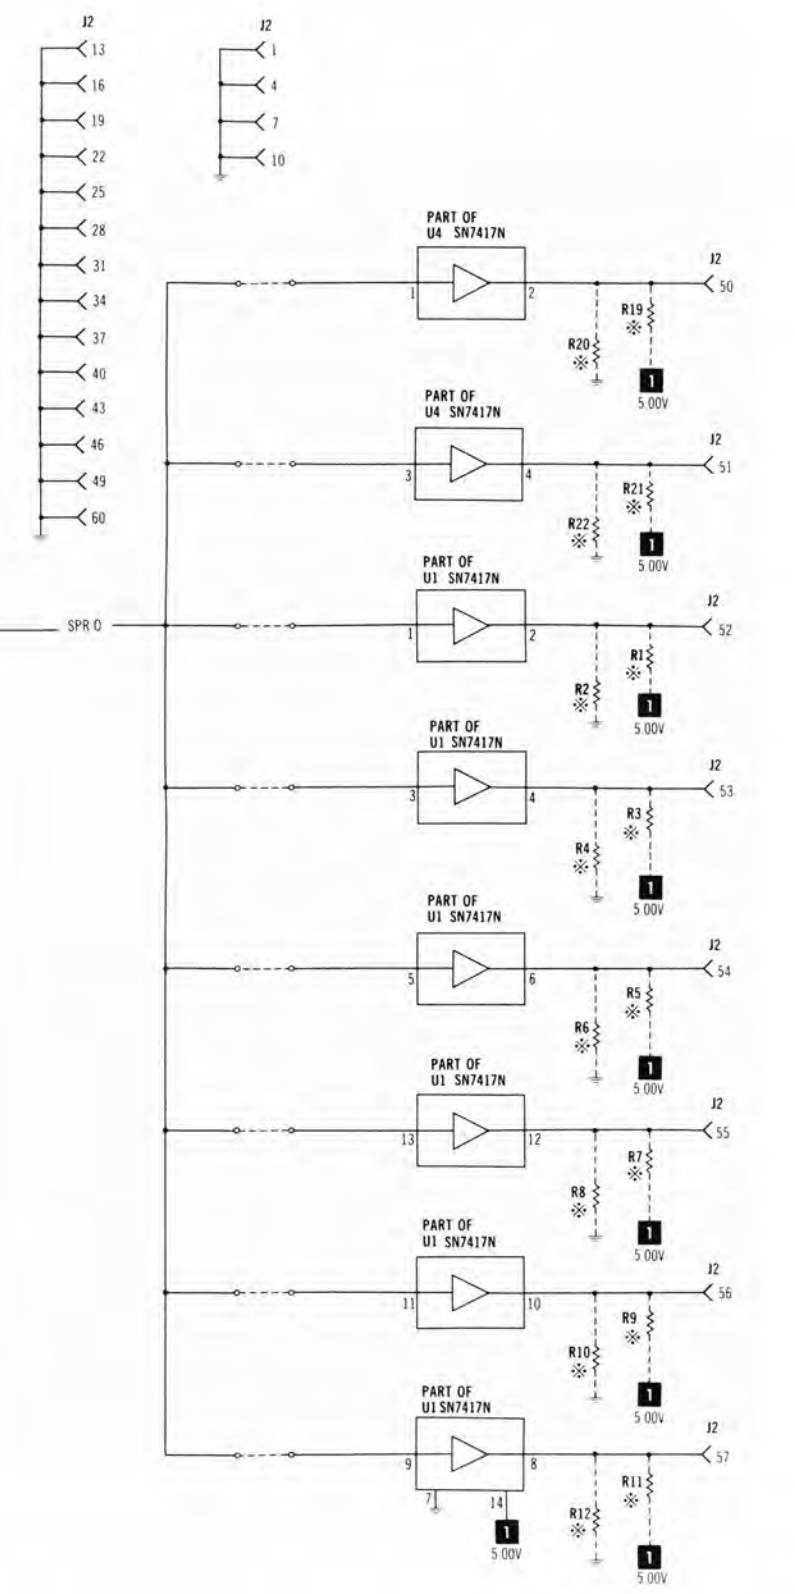 J2
13
16
19
22
25
28
31
34
37
40
43
46
49
60
J2
1
4
7
10
PART OF
U4 SN7417N
1
2
R19
※
R20
※
1
5.00V
J2
50
PART OF
U4 SN7417N
3
4
R21
※
R22
※
1
5.00V
J2
51
SPR 0
PART OF
U1 SN7417N
1
2
R1
※
R2
※
1
5.00V
J2
52
PART OF
U1 SN7417N
3
4
R3
※
R4
※
1
5.00V
J2
53
PART OF
U1 SN7417N
5
6
R5
※
R6
※
1
5.00V
J2
54
PART OF
U1 SN7417N
13
12
R7
※
R8
※
1
5.00V
J2
55
PART OF
U1 SN7417N
11
10
R9
※
R10
※
1
5.00V
J2
56
PART OF
U1 SN7417N
9
8
7
14
1
5.00V
R11
※
R12
※
1
5.00V
J2
57